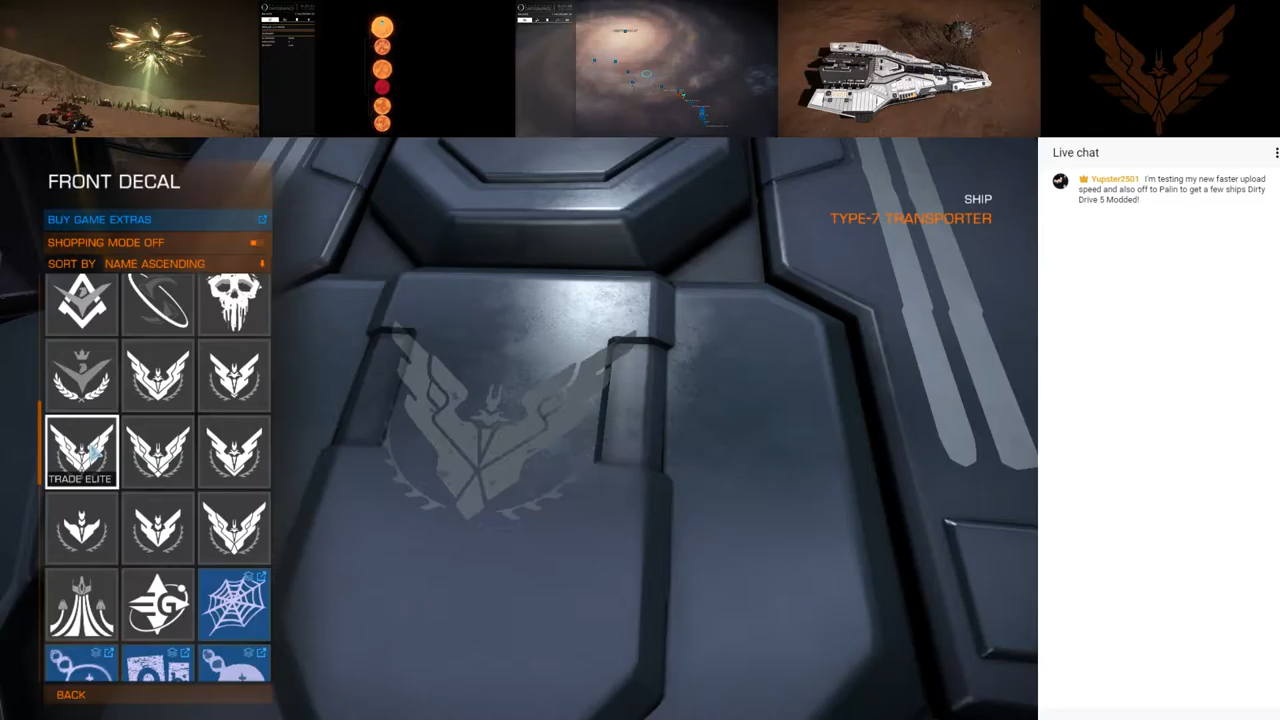 FRONT DECAL
BUY GAME EXTRAS
SHOPPING MODE OFF
SORT BY NAME ASCENDING
TRADE ELITE
BACK
SHIP
TYPE-7 TRANSPORTER
Live chat
Yupster2501 I'm testing my new faster upload
speed and also off to Palin to get a few ships Dirty
Drive 5 Modded!